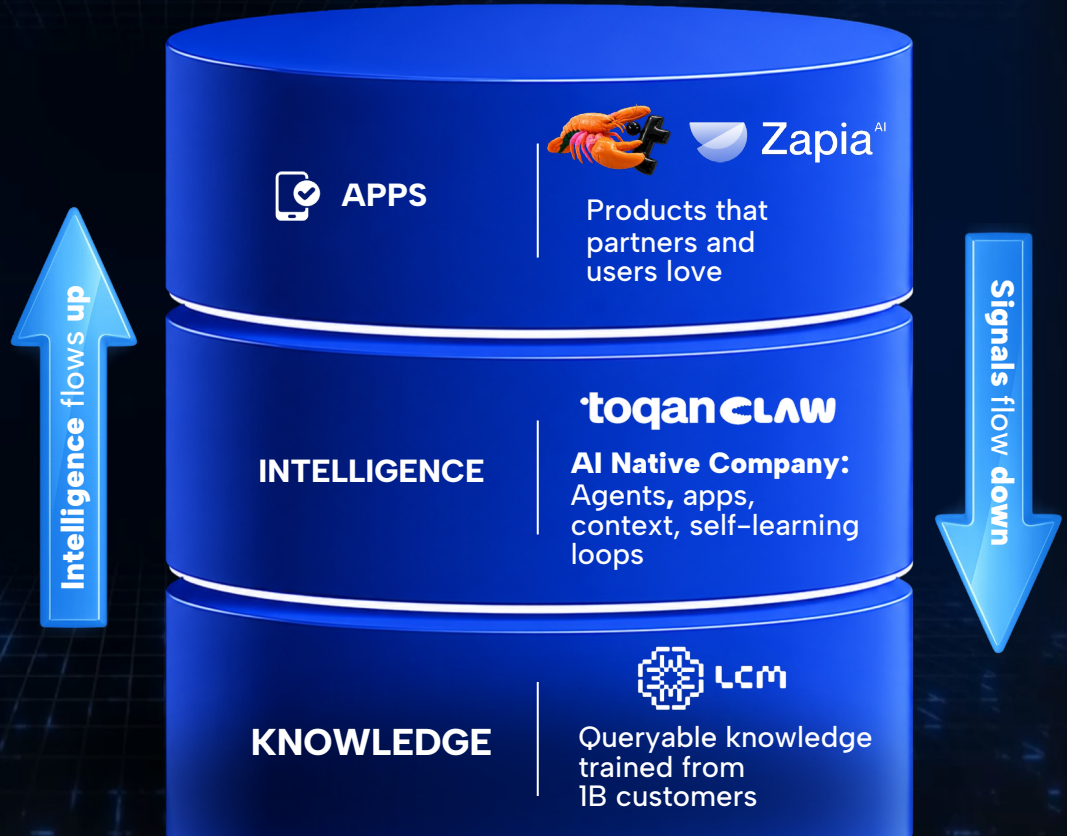 APPS
Zapia AI
Products that
partners and
users love
Intelligence flows up
Signals flow down
INTELLIGENCE
toqan CLAW
AI Native Company:
Agents, apps,
context, self-learning
loops
KNOWLEDGE
LCM
Queryable knowledge
trained from
1B customers